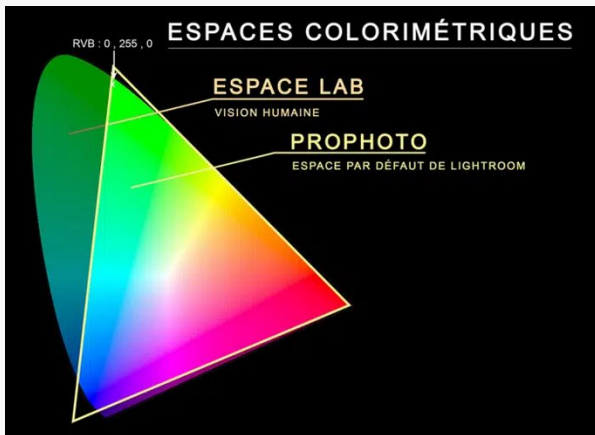 ESPACES COLORIMÉTRIQUES
RVB : 0 , 255 , 0
ESPACE LAB
VISION HUMAINE
PROPHOTO
ESPACE PAR DÉFAUT DE LIGHTROOM